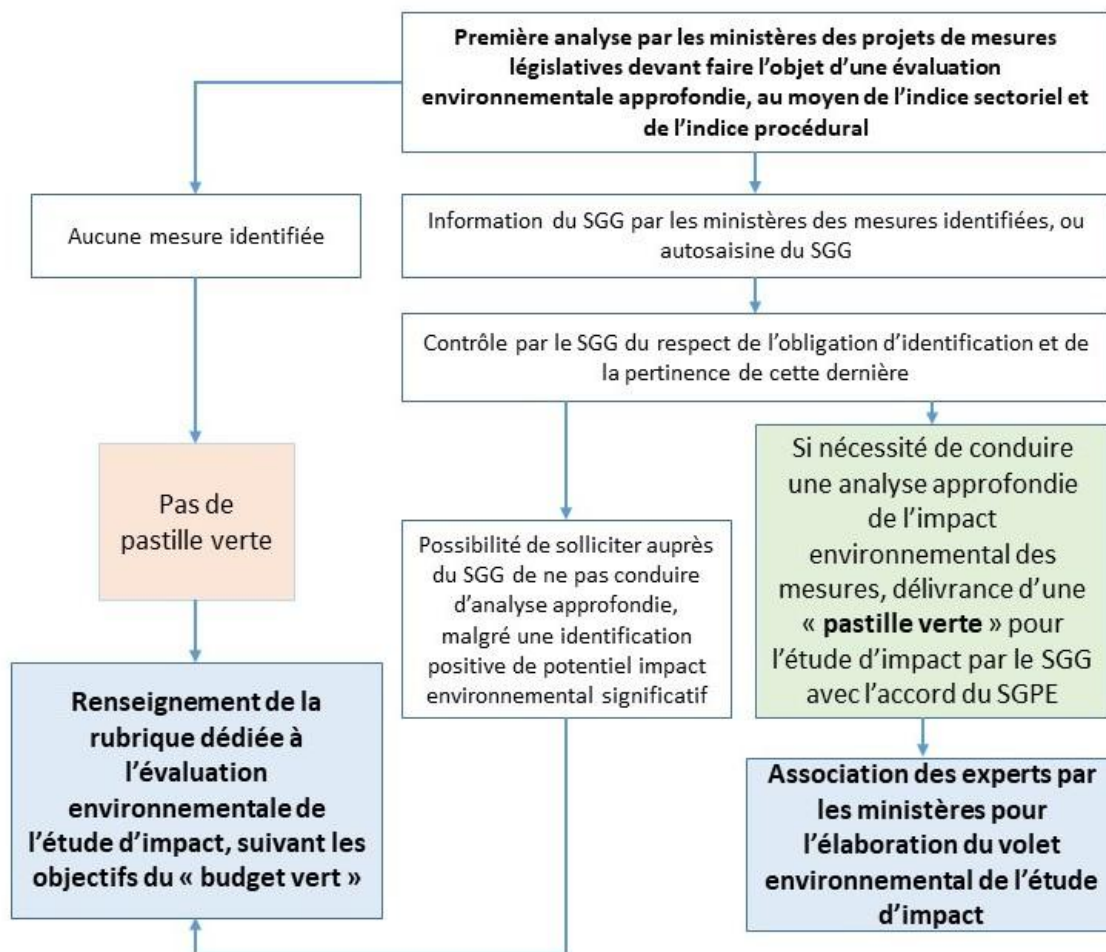 Première analyse par les ministères des projets de mesures
législatives devant faire l'objet d'une évaluation
environnementale approfondie, au moyen de l'indice sectoriel et
de l'indice procédural
Aucune mesure identifiée
Information du SGG par les ministères des mesures identifiées, ou
autosaisine du SGG
Contrôle par le SGG du respect de l'obligation d'identification et de
la pertinence de cette dernière
Pas de
pastille verte
Possibilité de solliciter auprès
du SGG de ne pas conduire
d'analyse approfondie,
malgré une identification
positive de potentiel impact
environnemental significatif
Si nécessité de conduire
une analyse approfondie
de l'impact
environnemental des
mesures, délivrance d'une
« pastille verte » pour
l'étude d'impact par le SGG
avec l'accord du SGPE
Renseignement de la
rubrique dédiée à
l'évaluation
environnementale de
l'étude d'impact, suivant les
objectifs du « budget vert »
Association des experts par
les ministères pour
l'élaboration du volet
environnemental de l'étude
d'impact